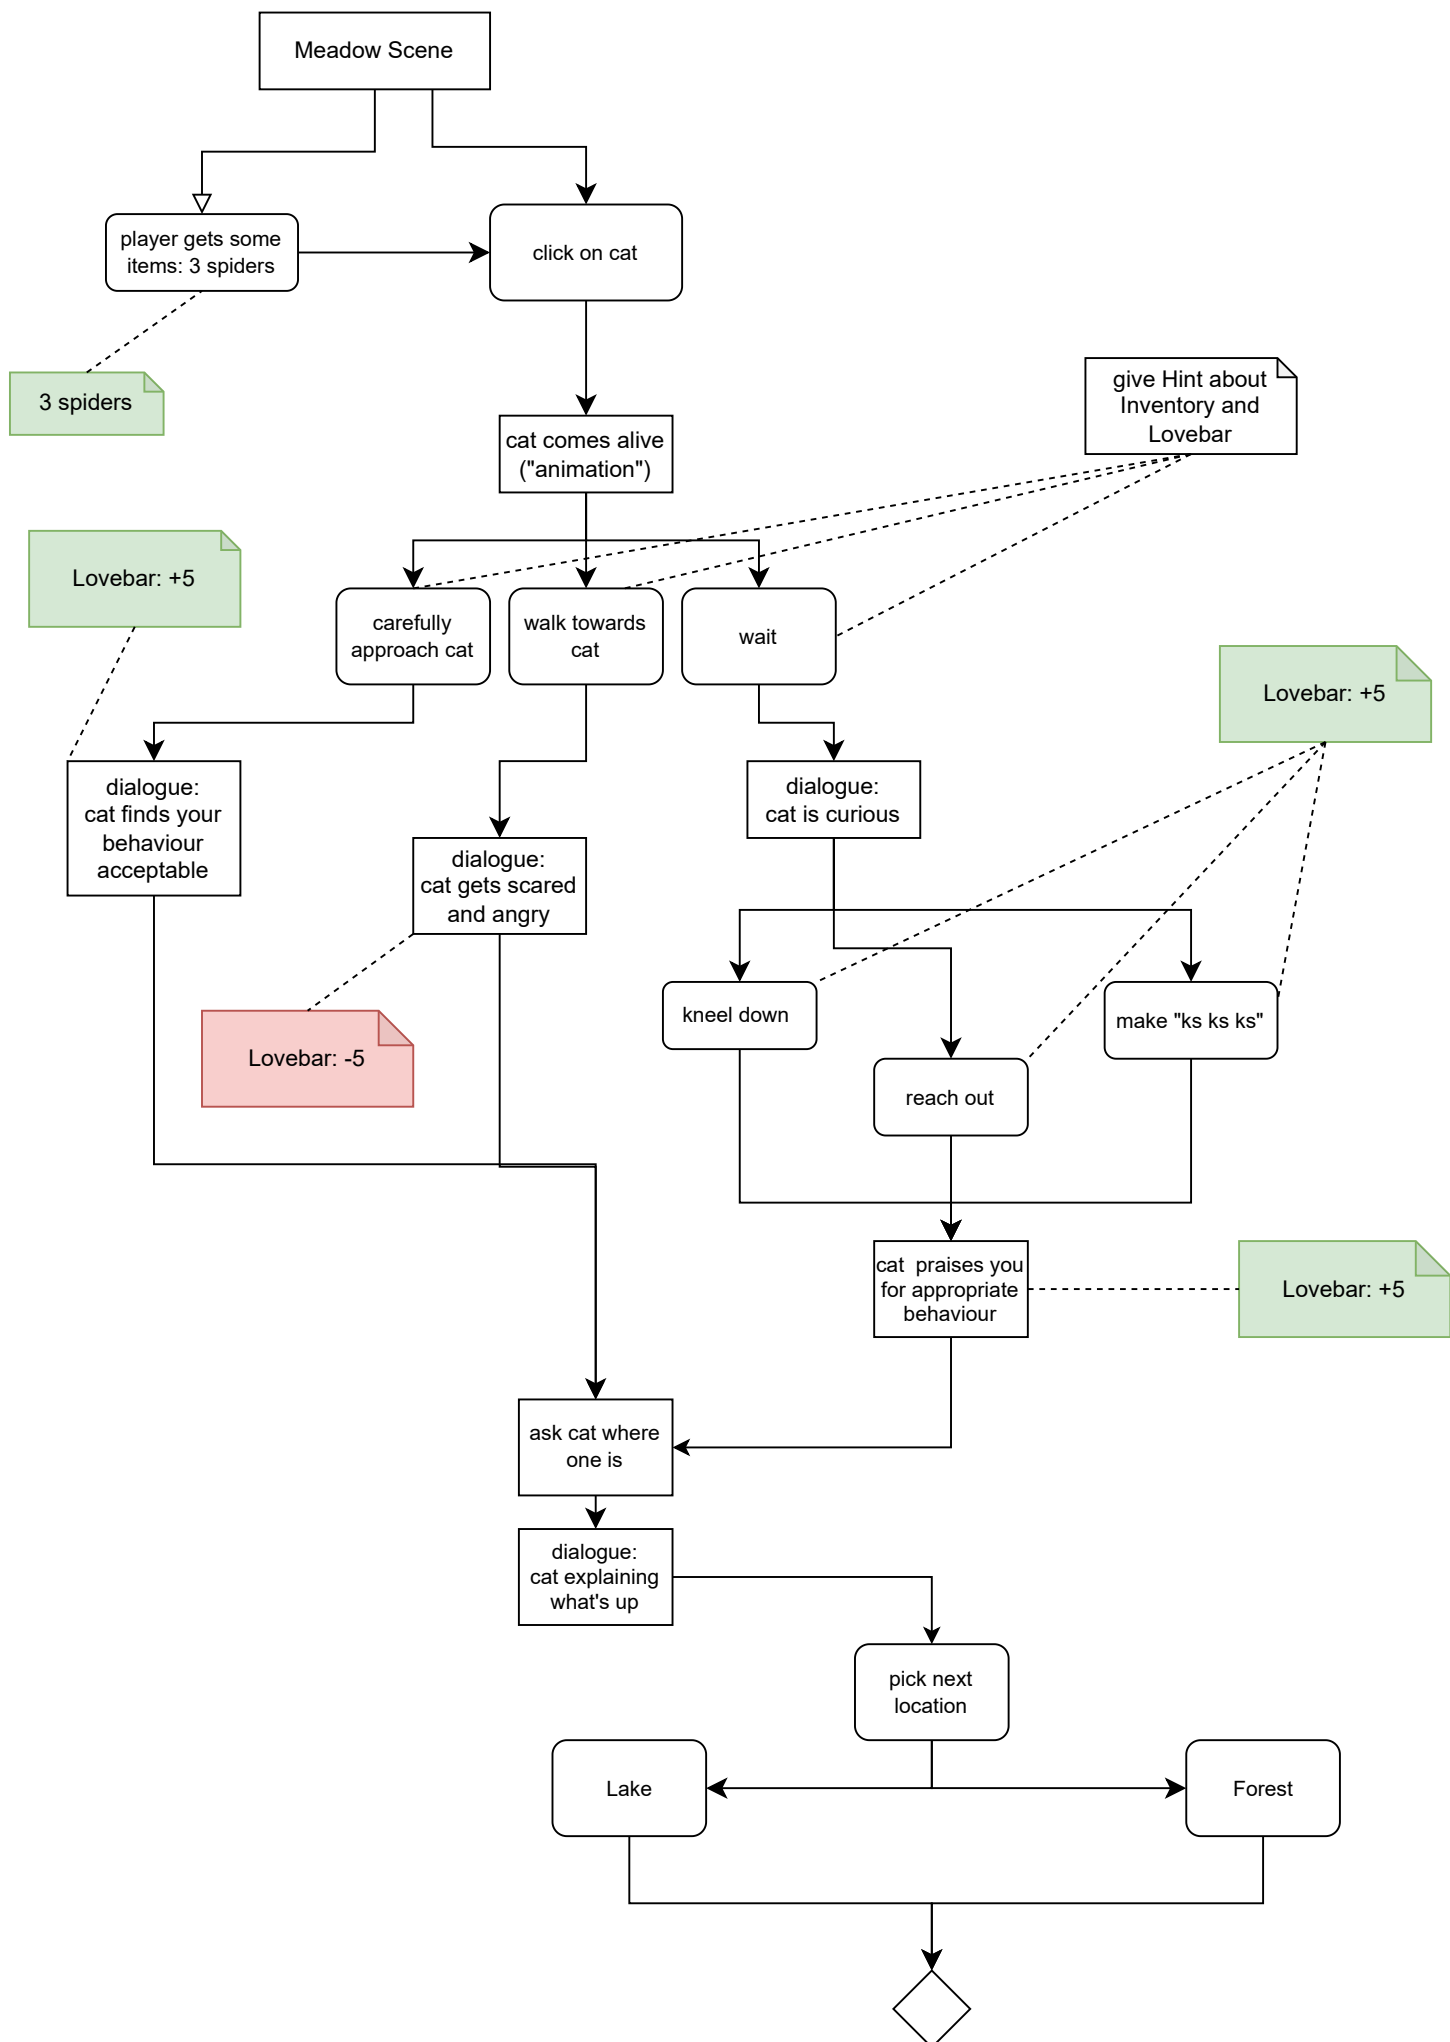 Meadow Scene
player gets some
items: 3 spiders
click on cat
3 spiders
give Hint about
Inventory and
Lovebar
cat comes alive
("animation")
Lovebar: +5
carefully
approach cat
walk towards
cat
wait
Lovebar: +5
dialogue:
cat finds your
behaviour
acceptable
dialogue:
cat is curious
dialogue:
cat gets scared
and angry
Lovebar: -5
kneel down
make "ks ks ks"
reach out
cat  praises you
for appropriate
behaviour
Lovebar: +5
ask cat where
one is
dialogue:
cat explaining
what's up
pick next
location
Lake
Forest